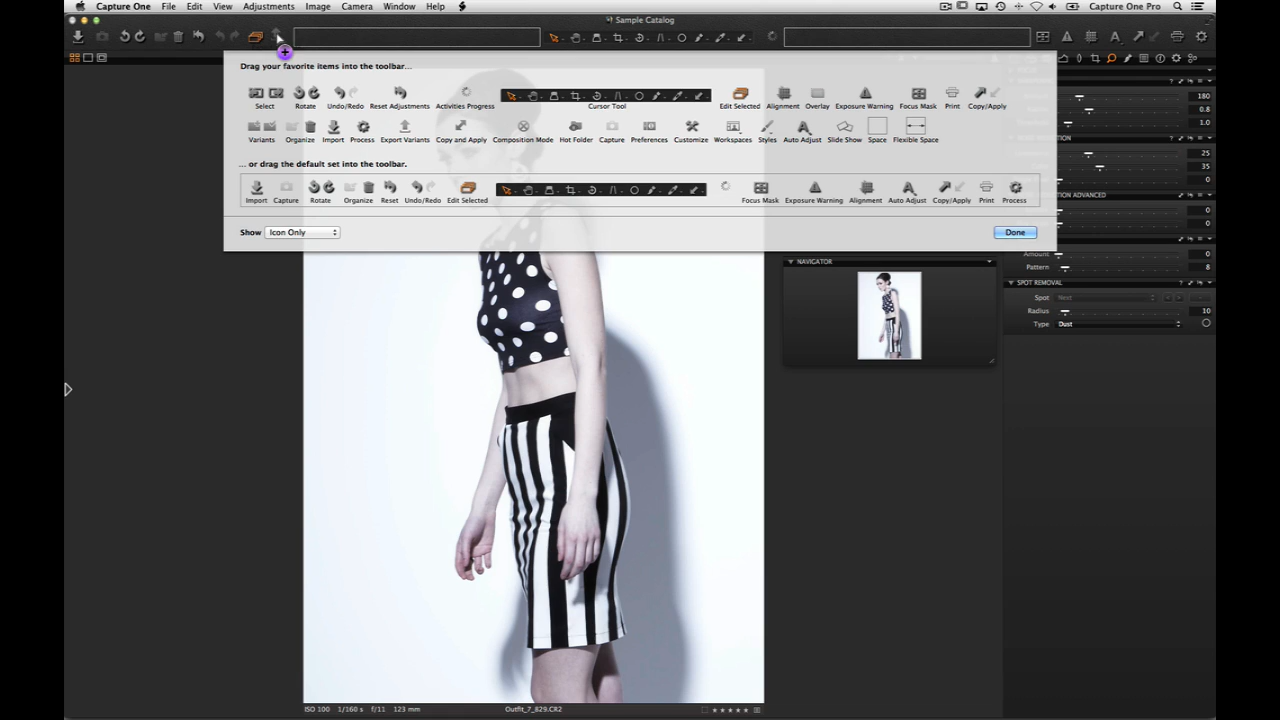 Capture One File Edit View Adjustments Image Camera Window Help Capture One Pro
Sample Catalog
Drag your favorite items into the toolbar...
Select Rotate Undo/Redo Reset Adjustments Activities Progress Cursor Tool Edit Selected Alignment Overlay Exposure Warning Focus Mask Print Copy/Apply
Variants Organize Import Process Export Variants Copy and Apply Composition Mode Hot Folder Capture Preferences Customize Workspaces Styles Auto Adjust Slide Show Space Flexible Space
... or drag the default set into the toolbar.
Import Capture Rotate Organize Delete Reset Undo/Redo Edit Selected Focus Mask Exposure Warning Alignment Auto Adjust Copy/Apply Print Process
Show Icon Only Done
180
0.8
1.0
25
35
0
ADVANCED
0
0
Amount 0
Pattern 8
NAVIGATOR
SPOT REMOVAL
Spot Next
Radius 10
Type Dust
ISO 100 1/160 s f/11 123 mm Outfit_7_829.CR2